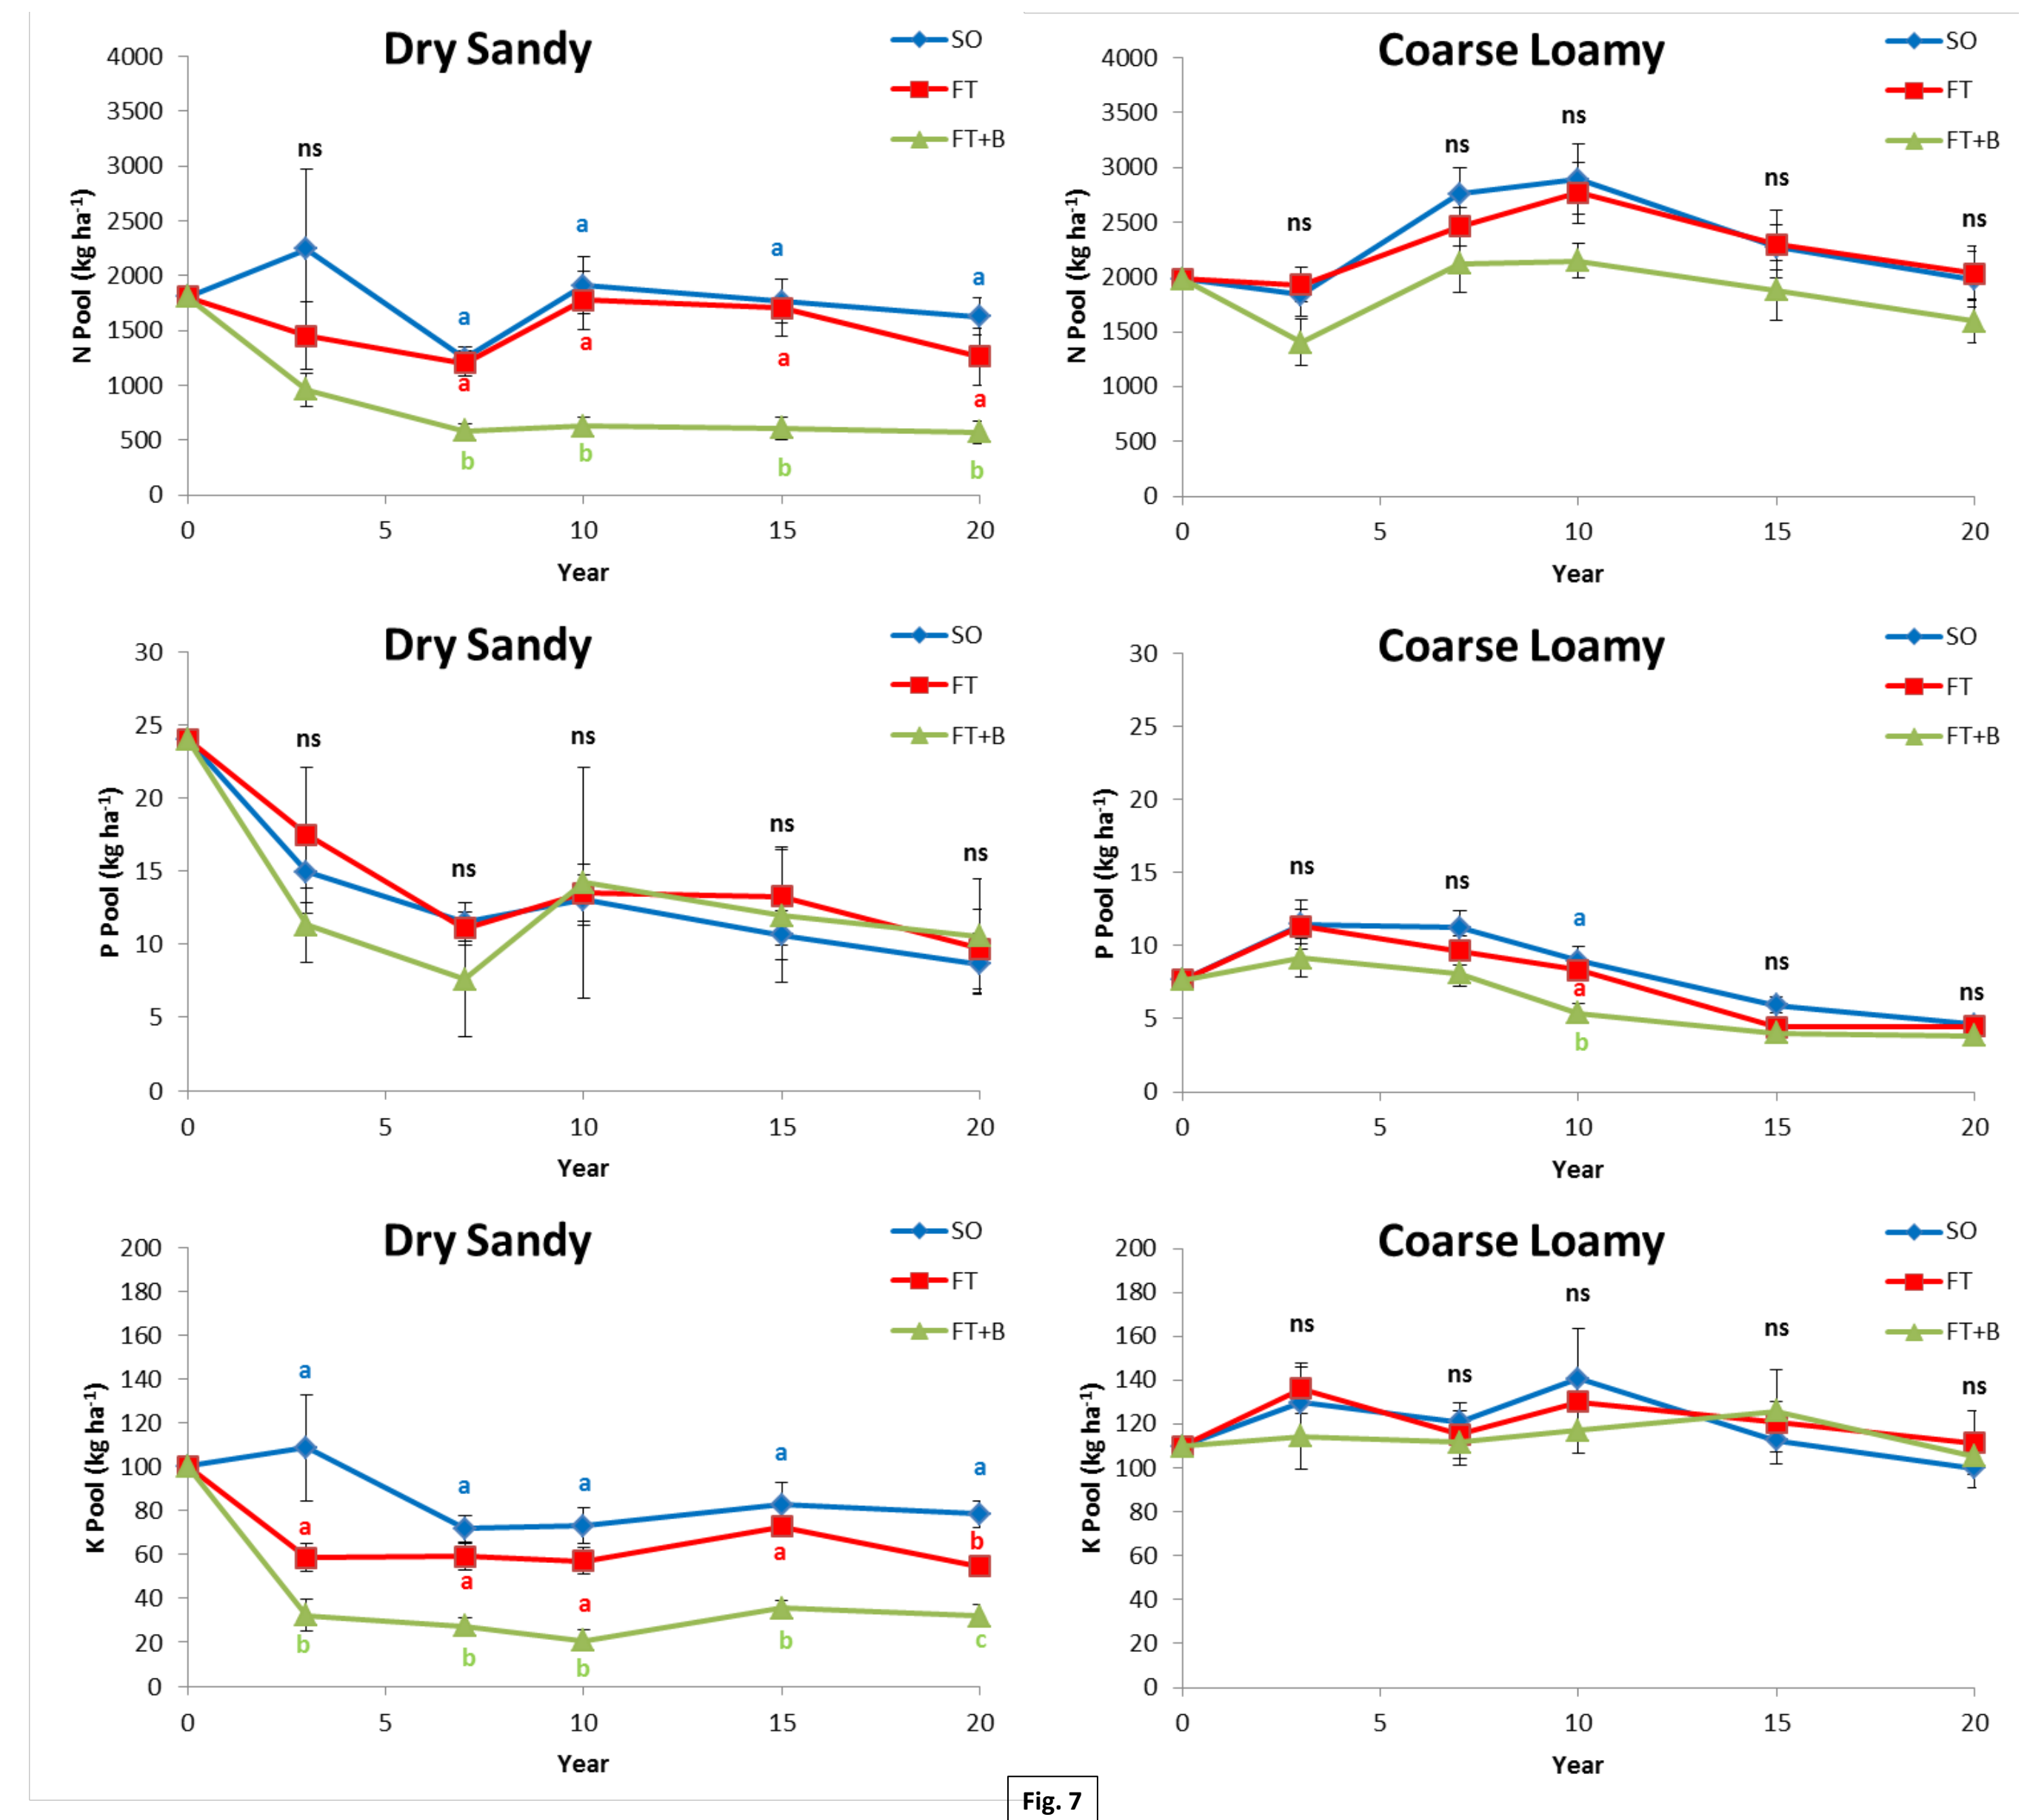 Dry Sandy
SO
FT
FT+B
4000
3500
3000
2500
2000
1500
1000
500
0
N Pool (kg ha-1)
ns
a
a
a
a
a
a
a
a
b
b
b
b
0 5 10 15 20
Year
Coarse Loamy
SO
FT
FT+B
4000
3500
3000
2500
2000
1500
1000
500
0
N Pool (kg ha-1)
ns
ns
ns
ns
ns
0 5 10 15 20
Year
Dry Sandy
SO
FT
FT+B
30
25
20
15
10
5
0
P Pool (kg ha-1)
ns
ns
ns
ns
ns
0 5 10 15 20
Year
Coarse Loamy
SO
FT
FT+B
30
25
20
15
10
5
0
P Pool (kg ha-1)
ns
ns
a
a
b
ns
ns
0 5 10 15 20
Year
Dry Sandy
SO
FT
FT+B
200
180
160
140
120
100
80
60
40
20
0
K Pool (kg ha-1)
a
a
a
a
a
a
a
a
a
b
b
b
b
b
c
0 5 10 15 20
Year
Coarse Loamy
SO
FT
FT+B
200
180
160
140
120
100
80
60
40
20
0
K Pool (kg ha-1)
ns
ns
ns
ns
ns
0 5 10 15 20
Year
Fig. 7